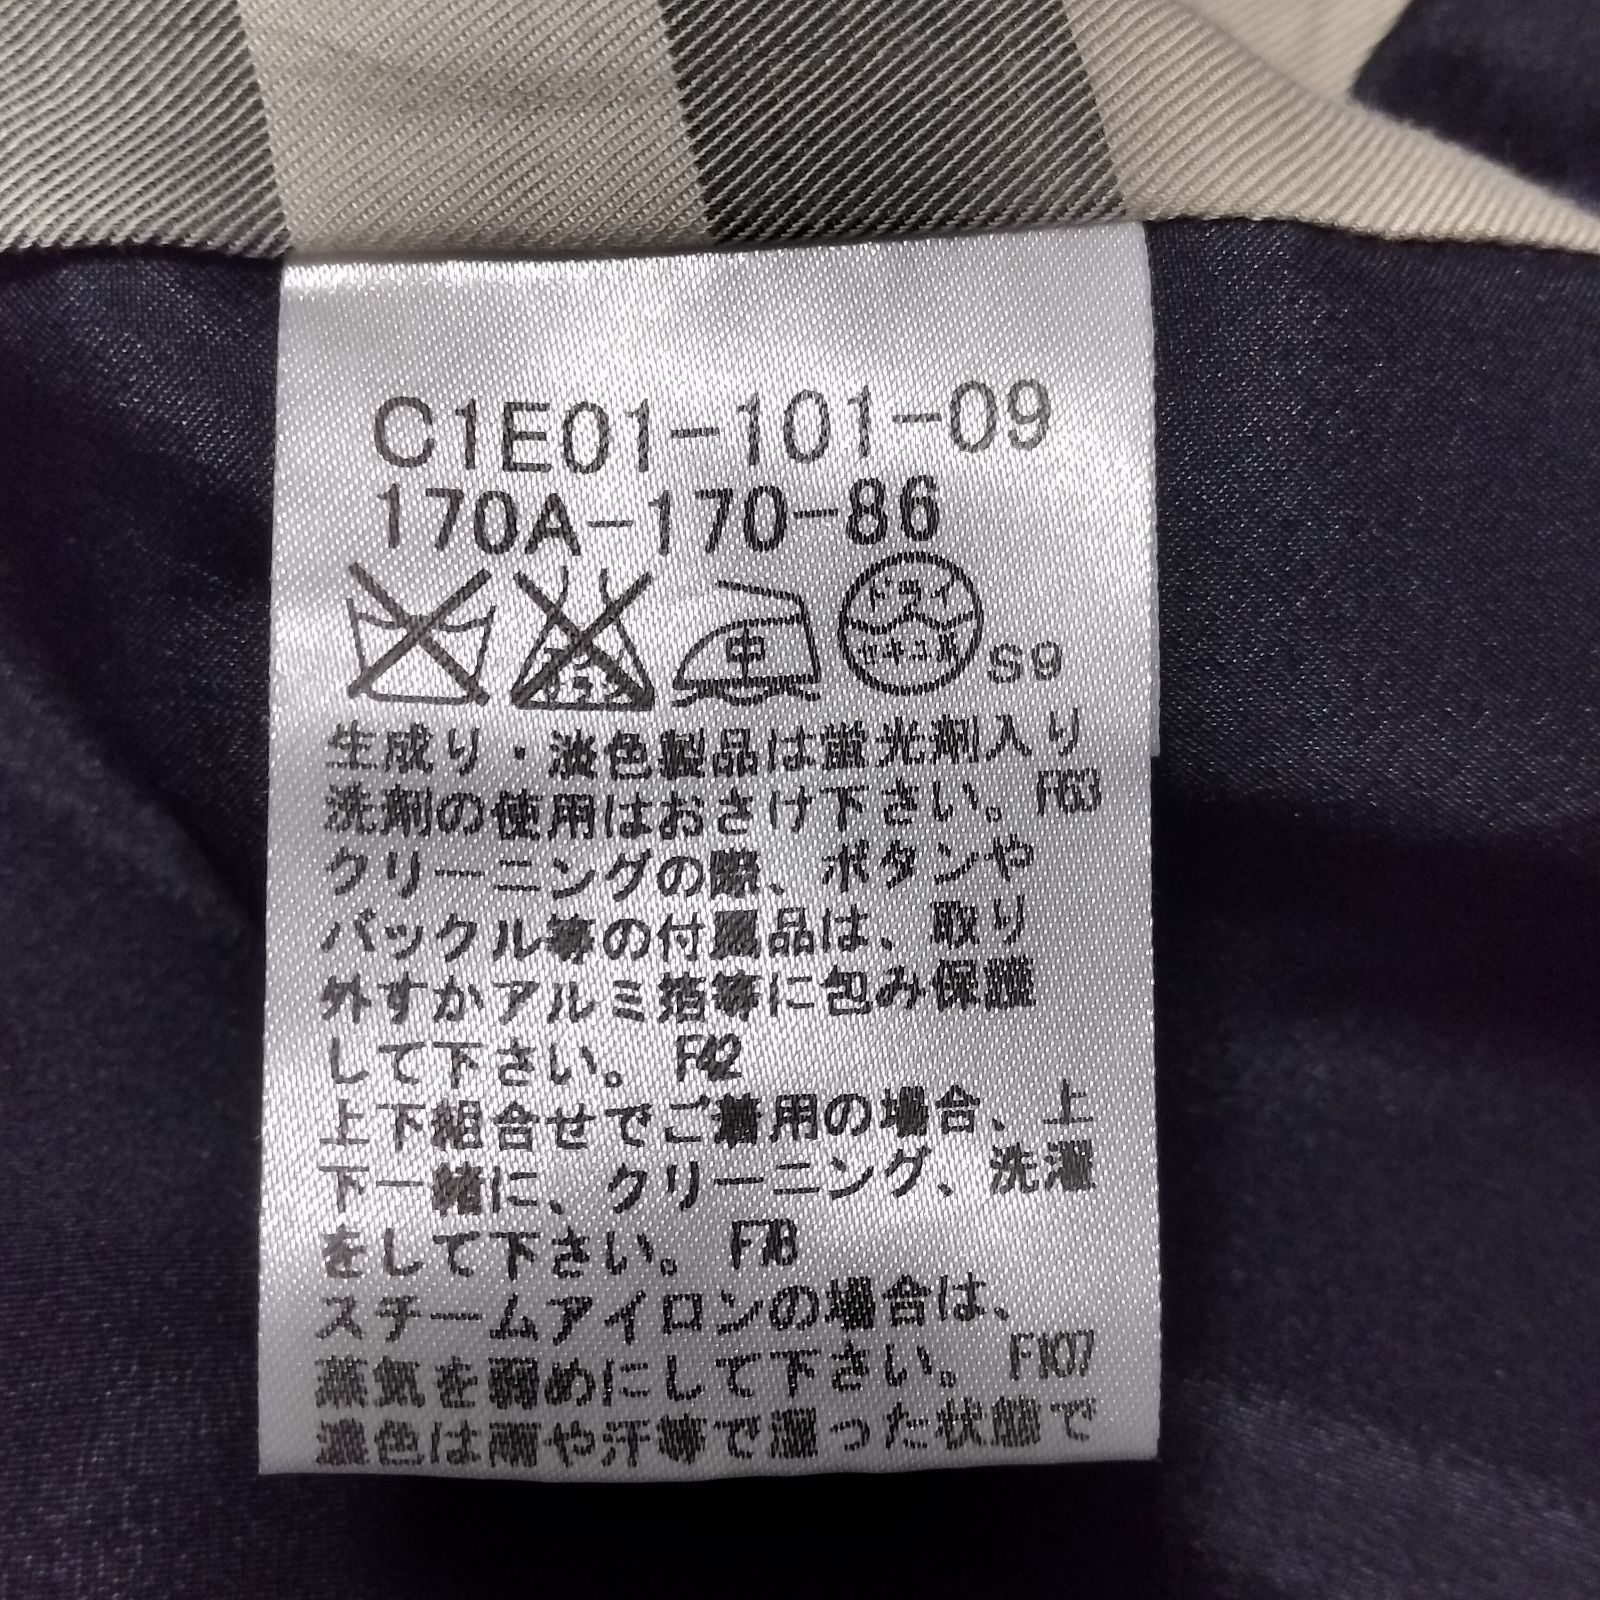 C1E01-101-09
170A-170-86
中
ドライ
セキユ系
S9
生成り・淡色製品は蛍光剤入り
洗剤の使用はおさけ下さい。F63
クリーニングの際、ボタンや
バックル等の付属品は、取り
外すかアルミ箔等に包み保護
して下さい。 F42
上下組合せでご着用の場合、上
下一緒に、クリーニング、洗濯
をして下さい。 F78
スチームアイロンの場合は、
蒸気を弱めにして下さい。F107
濃色は雨や汗等で湿った状態で